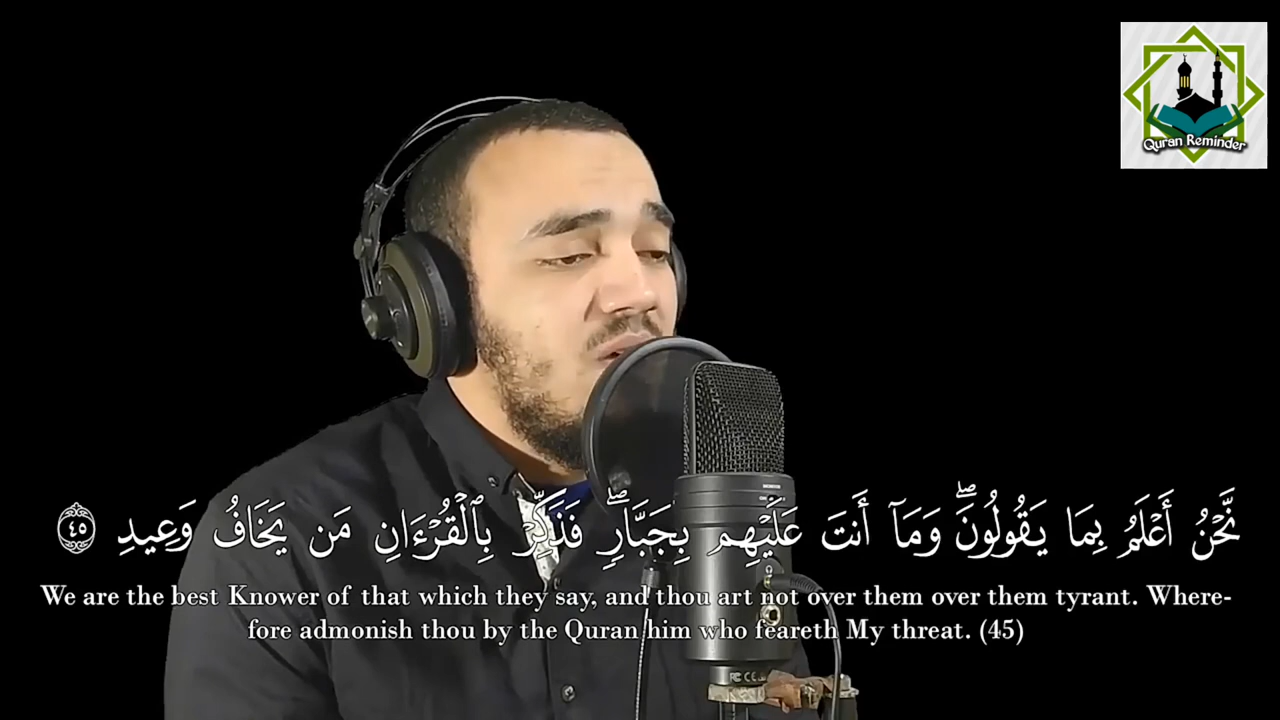 Quran Reminder
نَّحْنُ أَعْلَمُ بِمَا يَقُولُونَ ۖ وَمَآ أَنتَ عَلَيْهِم بِجَبَّارٍ ۖ فَذَكِّرْ بِٱلْقُرْءَانِ مَن يَخَافُ وَعِيدِ ٤٥
We are the best Knower of that which they say, and thou art not over them over them tyrant. Where-
fore admonish thou by the Quran him who feareth My threat. (45)